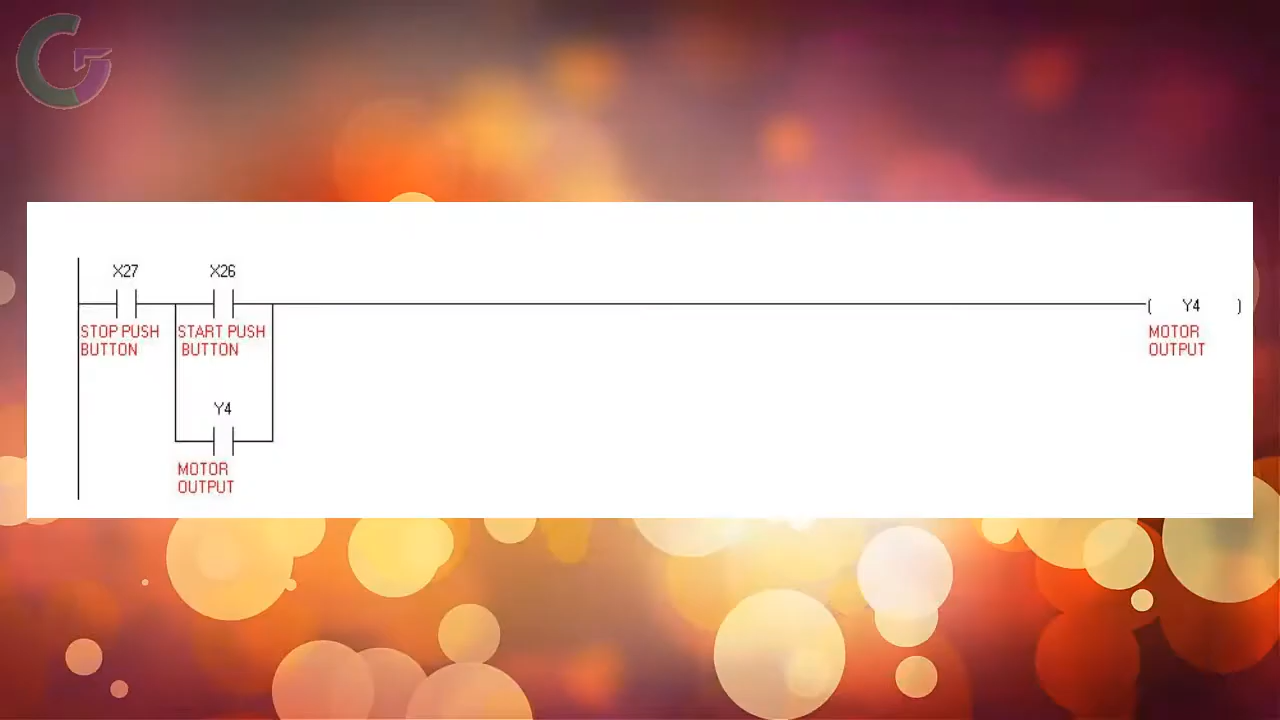 X27
X26
Y4
STOP PUSH
BUTTON
START PUSH
BUTTON
MOTOR
OUTPUT
Y4
MOTOR
OUTPUT